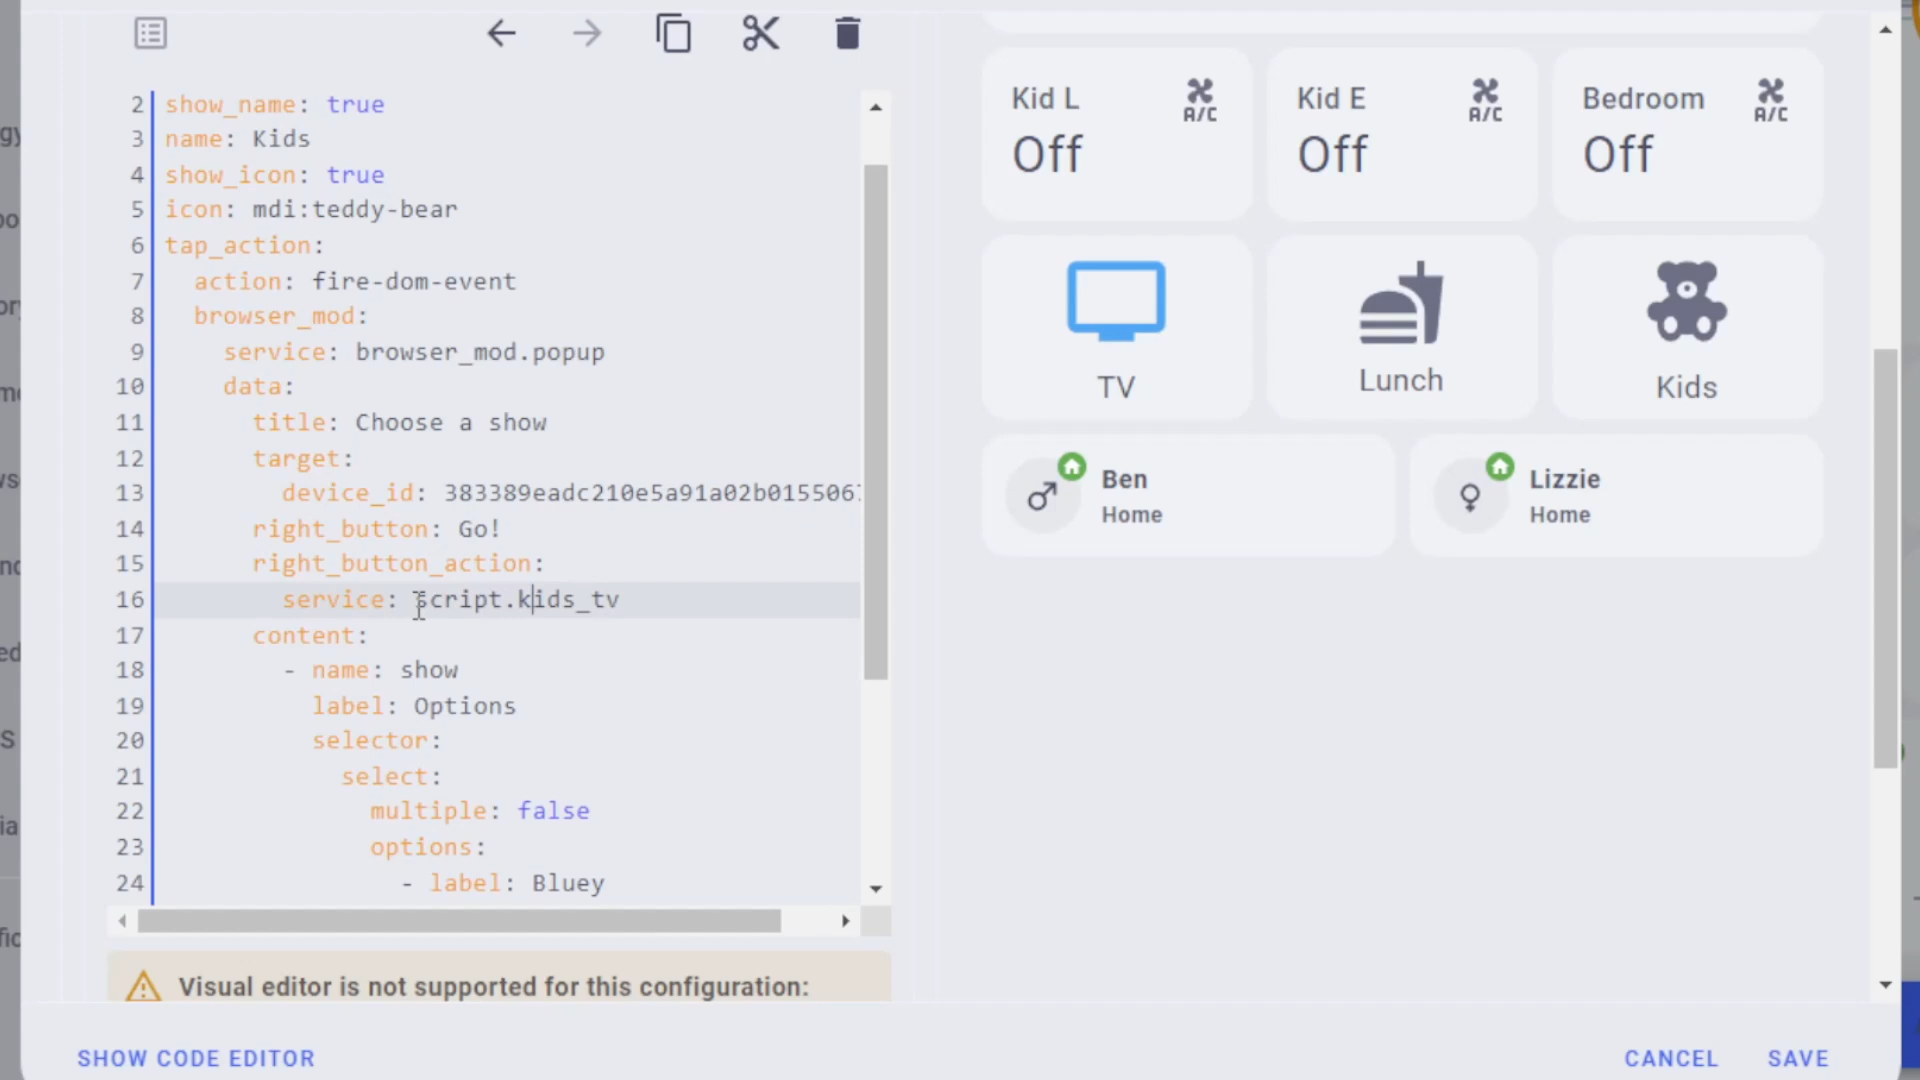 2 show_name: true
3 name: Kids
4 show_icon: true
5 icon: mdi:teddy-bear
6 tap_action:
7 action: fire-dom-event
8 browser_mod:
9 service: browser_mod.popup
10 data:
11 title: Choose a show
12 target:
13 device_id: 383389eadc210e5a91a02b0155067
14 right_button: Go!
15 right_button_action:
16 service: script.kids_tv
17 content:
18 - name: show
19 label: Options
20 selector:
21 select:
22 multiple: false
23 options:
24 - label: Bluey
Visual editor is not supported for this configuration:
SHOW CODE EDITOR
Kid L
A/C
Off
Kid E
A/C
Off
Bedroom
A/C
Off
TV
Lunch
Kids
Ben
Home
Lizzie
Home
CANCEL
SAVE